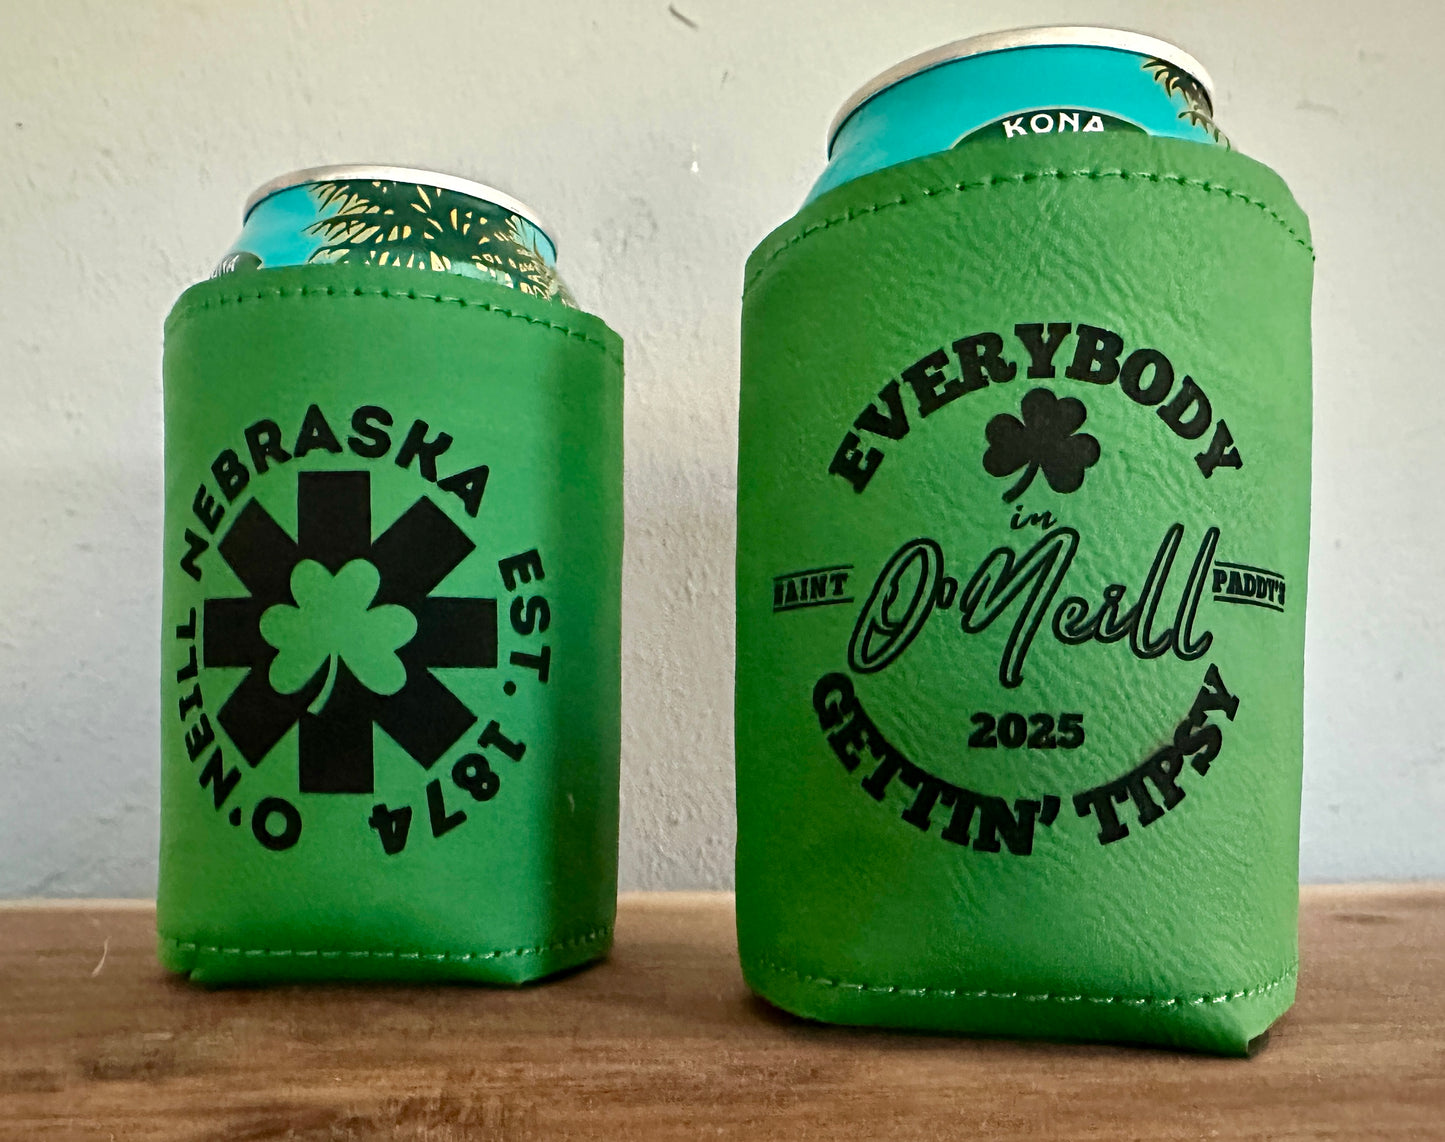 O'NEILL NEBRASKA
EST. 1874
KONA
EVERYBODY
in
SAINT O'Neill PADDY'S
2025
GETTIN' TIPSY